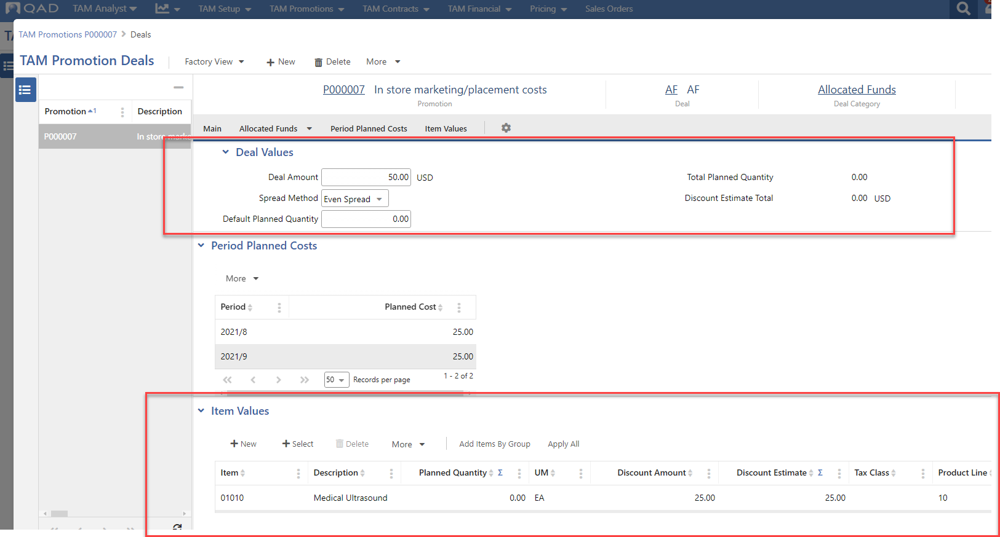 QAD TAM Analyst TAM Setup TAM Promotions TAM Contracts TAM Financial Pricing Sales Orders
TAM Promotions P000007 > Deals
TAM Promotion Deals Factory View New Delete More
P000007 In store marketing/placement costs AF AF Allocated Funds
Promotion Deal Deal Category
Promotion 1 Description
P000007 In store
Main Allocated Funds Period Planned Costs Item Values
Deal Values
Deal Amount 50.00 USD Total Planned Quantity 0.00
Spread Method Even Spread Discount Estimate Total 0.00 USD
Default Planned Quantity 0.00
Period Planned Costs
More
Period Planned Cost
2021/8 25.00
2021/9 25.00
50 Records per page 1 - 2 of 2
Item Values
New Select Delete More Add Items By Group Apply All
Item Description Planned Quantity Σ UM Discount Amount Discount Estimate Σ Tax Class Product Line
01010 Medical Ultrasound 0.00 EA 25.00 25.00 10